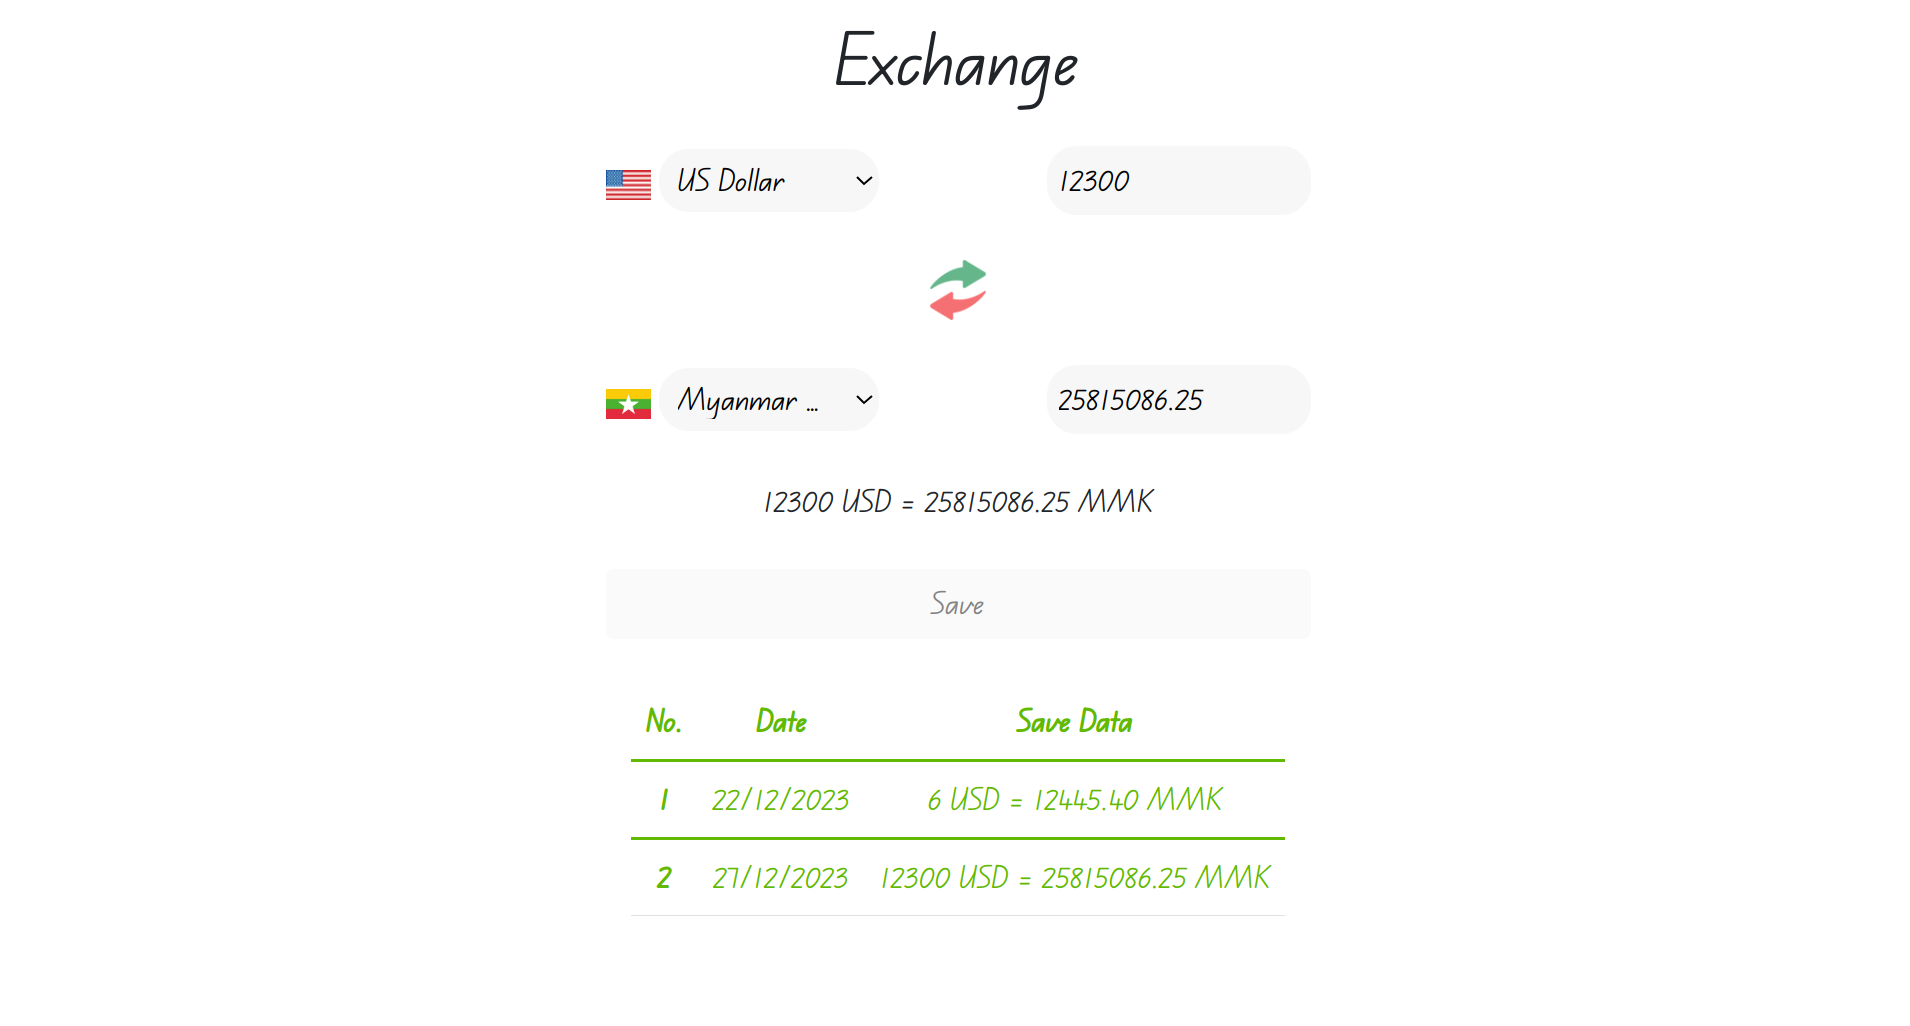 Exchange
US Dollar 12300
Myanmar ... 25815086.25
12300 USD = 25815086.25 MMK
Save
No. Date Save Data
1 22/12/2023 6 USD = 12445.40 MMK
2 27/12/2023 12300 USD = 25815086.25 MMK